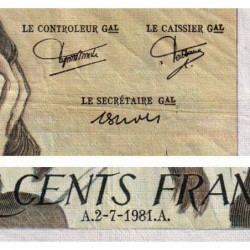 LE CONTROLEUR GAL LE CAISSIER GAL
LE SECRÉTAIRE GAL
CENTS FRAN
A.2-7-1981.A.